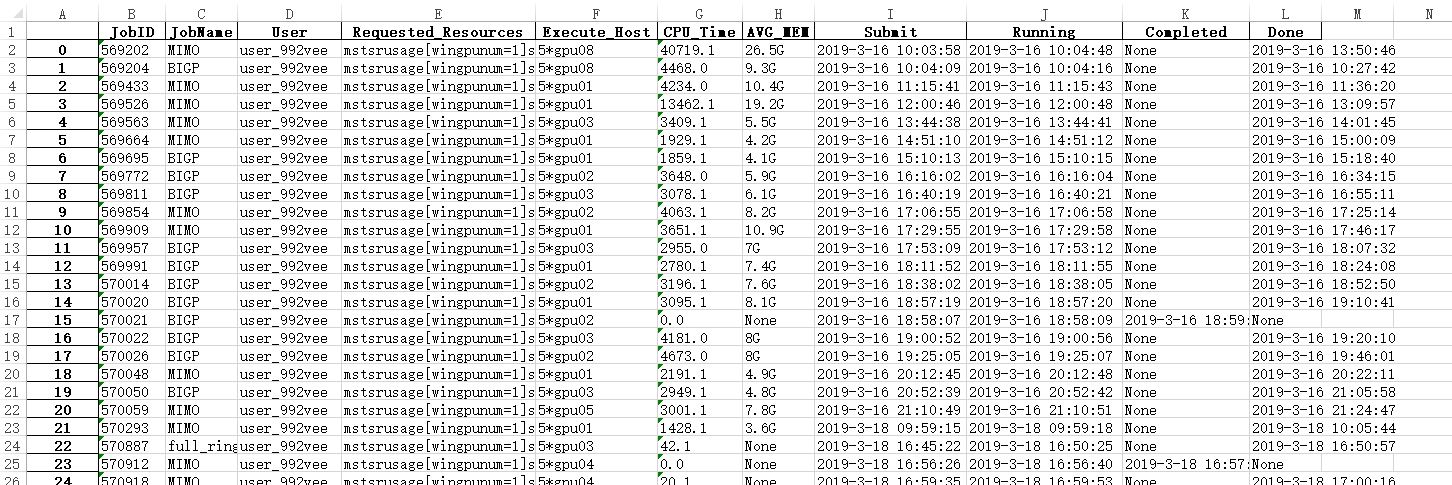 A B C D E F G H I J K L M N
1 JobID JobName User Requested_Resources Execute_Host CPU_Time AVG_MEM Submit Running Completed Done
2 0 569202 MIMO user_992vee mstsrusage[wingpunum=1]s 5*gpu08 40719.1 26.5G 2019-3-16 10:03:58 2019-3-16 10:04:48 None 2019-3-16 13:50:46
3 1 569204 BIGP user_992vee mstsrusage[wingpunum=1]s 5*gpu08 4468.0 9.3G 2019-3-16 10:04:09 2019-3-16 10:04:16 None 2019-3-16 10:27:42
4 2 569433 MIMO user_992vee mstsrusage[wingpunum=1]s 5*gpu01 4234.0 10.4G 2019-3-16 11:15:41 2019-3-16 11:15:43 None 2019-3-16 11:36:20
5 3 569526 MIMO user_992vee mstsrusage[wingpunum=1]s 5*gpu01 13462.1 19.2G 2019-3-16 12:00:46 2019-3-16 12:00:48 None 2019-3-16 13:09:57
6 4 569563 MIMO user_992vee mstsrusage[wingpunum=1]s 5*gpu03 3409.1 5.5G 2019-3-16 13:44:38 2019-3-16 13:44:41 None 2019-3-16 14:01:45
7 5 569664 MIMO user_992vee mstsrusage[wingpunum=1]s 5*gpu01 1929.1 4.2G 2019-3-16 14:51:10 2019-3-16 14:51:12 None 2019-3-16 15:00:09
8 6 569695 BIGP user_992vee mstsrusage[wingpunum=1]s 5*gpu01 1859.1 4.1G 2019-3-16 15:10:13 2019-3-16 15:10:15 None 2019-3-16 15:18:40
9 7 569772 BIGP user_992vee mstsrusage[wingpunum=1]s 5*gpu02 3648.0 5.9G 2019-3-16 16:16:02 2019-3-16 16:16:04 None 2019-3-16 16:34:15
10 8 569811 BIGP user_992vee mstsrusage[wingpunum=1]s 5*gpu03 3078.1 6.1G 2019-3-16 16:40:19 2019-3-16 16:40:21 None 2019-3-16 16:55:11
11 9 569854 MIMO user_992vee mstsrusage[wingpunum=1]s 5*gpu02 4063.1 8.2G 2019-3-16 17:06:55 2019-3-16 17:06:58 None 2019-3-16 17:25:14
12 10 569909 MIMO user_992vee mstsrusage[wingpunum=1]s 5*gpu01 3651.1 10.9G 2019-3-16 17:29:55 2019-3-16 17:29:58 None 2019-3-16 17:46:17
13 11 569957 BIGP user_992vee mstsrusage[wingpunum=1]s 5*gpu03 2955.0 7G 2019-3-16 17:53:09 2019-3-16 17:53:12 None 2019-3-16 18:07:32
14 12 569991 BIGP user_992vee mstsrusage[wingpunum=1]s 5*gpu01 2780.1 7.4G 2019-3-16 18:11:52 2019-3-16 18:11:55 None 2019-3-16 18:24:08
15 13 570014 BIGP user_992vee mstsrusage[wingpunum=1]s 5*gpu02 3196.1 7.6G 2019-3-16 18:38:02 2019-3-16 18:38:05 None 2019-3-16 18:52:50
16 14 570020 BIGP user_992vee mstsrusage[wingpunum=1]s 5*gpu01 3095.1 8.1G 2019-3-16 18:57:19 2019-3-16 18:57:20 None 2019-3-16 19:10:41
17 15 570021 BIGP user_992vee mstsrusage[wingpunum=1]s 5*gpu02 0.0 None 2019-3-16 18:58:07 2019-3-16 18:58:09 2019-3-16 18:59: None
18 16 570022 BIGP user_992vee mstsrusage[wingpunum=1]s 5*gpu03 4181.0 8G 2019-3-16 19:00:52 2019-3-16 19:00:56 None 2019-3-16 19:20:10
19 17 570026 BIGP user_992vee mstsrusage[wingpunum=1]s 5*gpu02 4673.0 8G 2019-3-16 19:25:05 2019-3-16 19:25:07 None 2019-3-16 19:46:01
20 18 570048 MIMO user_992vee mstsrusage[wingpunum=1]s 5*gpu01 2191.1 4.9G 2019-3-16 20:12:45 2019-3-16 20:12:48 None 2019-3-16 20:22:11
21 19 570050 BIGP user_992vee mstsrusage[wingpunum=1]s 5*gpu03 2949.1 4.8G 2019-3-16 20:52:39 2019-3-16 20:52:42 None 2019-3-16 21:05:58
22 20 570059 MIMO user_992vee mstsrusage[wingpunum=1]s 5*gpu05 3001.1 7.8G 2019-3-16 21:10:49 2019-3-16 21:10:51 None 2019-3-16 21:24:47
23 21 570293 MIMO user_992vee mstsrusage[wingpunum=1]s 5*gpu01 1428.1 3.6G 2019-3-18 09:59:15 2019-3-18 09:59:18 None 2019-3-18 10:05:44
24 22 570887 full_ring user_992vee mstsrusage[wingpunum=1]s 5*gpu03 42.1 None 2019-3-18 16:45:22 2019-3-18 16:50:25 None 2019-3-18 16:50:57
25 23 570912 MIMO user_992vee mstsrusage[wingpunum=1]s 5*gpu04 0.0 None 2019-3-18 16:56:26 2019-3-18 16:56:40 2019-3-18 16:57: None
26 24 570918 MIMO user_992vee mstsrusage[wingpunum=1]s 5*gpu04 20.1 None 2019-3-18 16:59:35 2019-3-18 16:59:53 None 2019-3-18 17:00:16